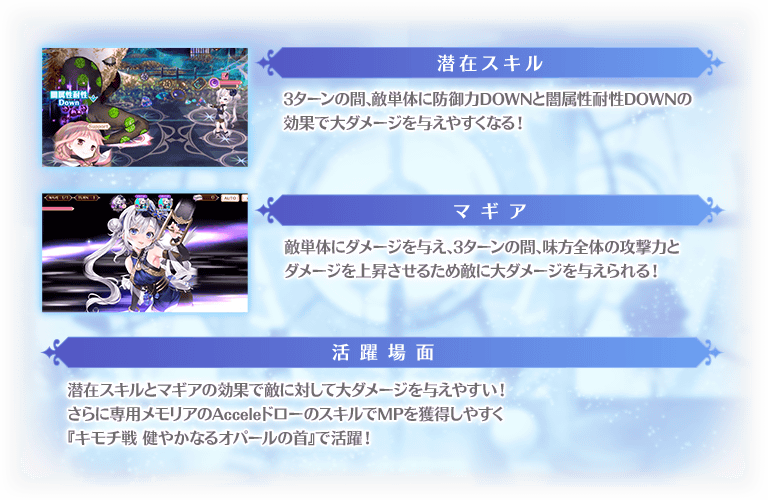 潜在スキル
闇属性耐性
Down
Support
3ターンの間、敵単体に防御力DOWNと闇属性耐性DOWNの
効果で大ダメージを与えやすくなる！
マギア
AUTO
敵単体にダメージを与え、3ターンの間、味方全体の攻撃力と
ダメージを上昇させるため敵に大ダメージを与えられる！
活躍場面
潜在スキルとマギアの効果で敵に対して大ダメージを与えやすい！
さらに専用メモリアのAcceleドローのスキルでMPを獲得しやすく
『キモチ戦 健やかなるオパールの首』で活躍！